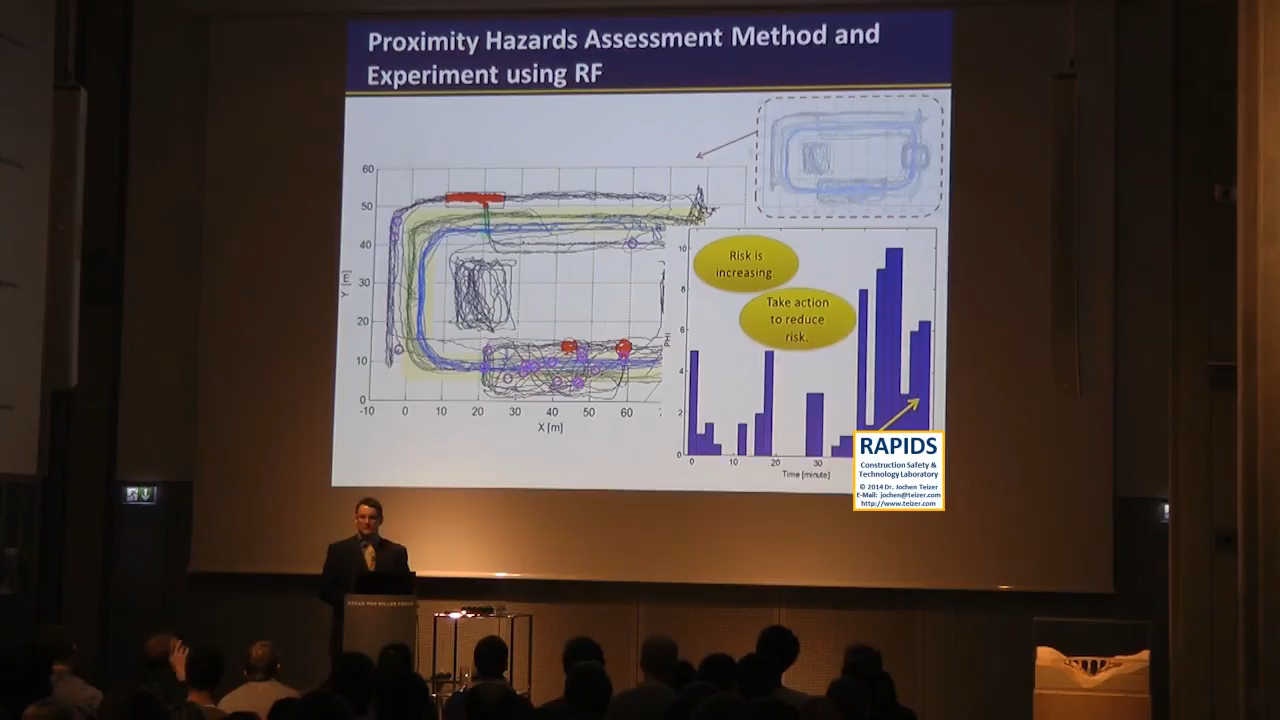 Proximity Hazards Assessment Method and
Experiment using RF
60
50
40
30
20
10
0
Y [m]
-10
0
10
20
30
40
50
60
X [m]
Risk is
increasing.
Take action
to reduce
risk.
10
8
6
4
2
0
PHI
0
10
20
30
Time [minute]
RAPIDS
Construction Safety &
Technology Laboratory
© 2014 Dr. Jochen Teizer
E-Mail: jochen@teizer.com
http://www.teizer.com